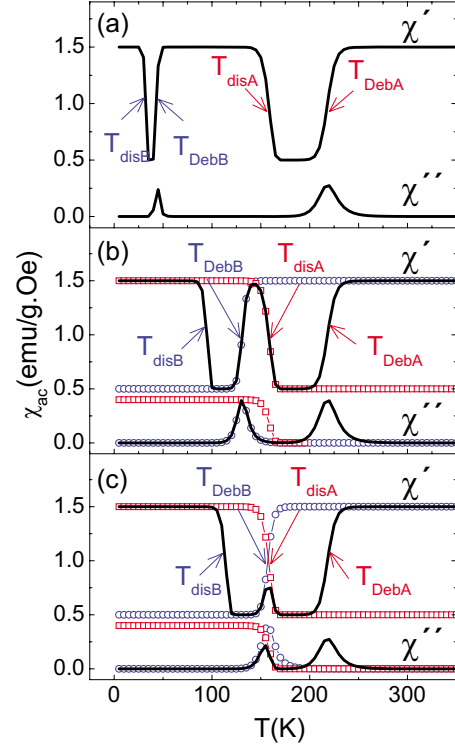 (a)
χ′
1.5
T_disA
T_DebA
1.0
T_disB
T_DebB
0.5
χ′′
0.0
(b)
T_DebB
T_disA
χ′
1.5
T_disB
1.0
T_DebA
0.5
χ′′
0.0
(c)
T_DebB
T_disA
χ′
1.5
T_disB
1.0
T_DebA
0.5
χ′′
0.0
0 100 200 300
T(K)
χ_ac(emu/g.Oe)